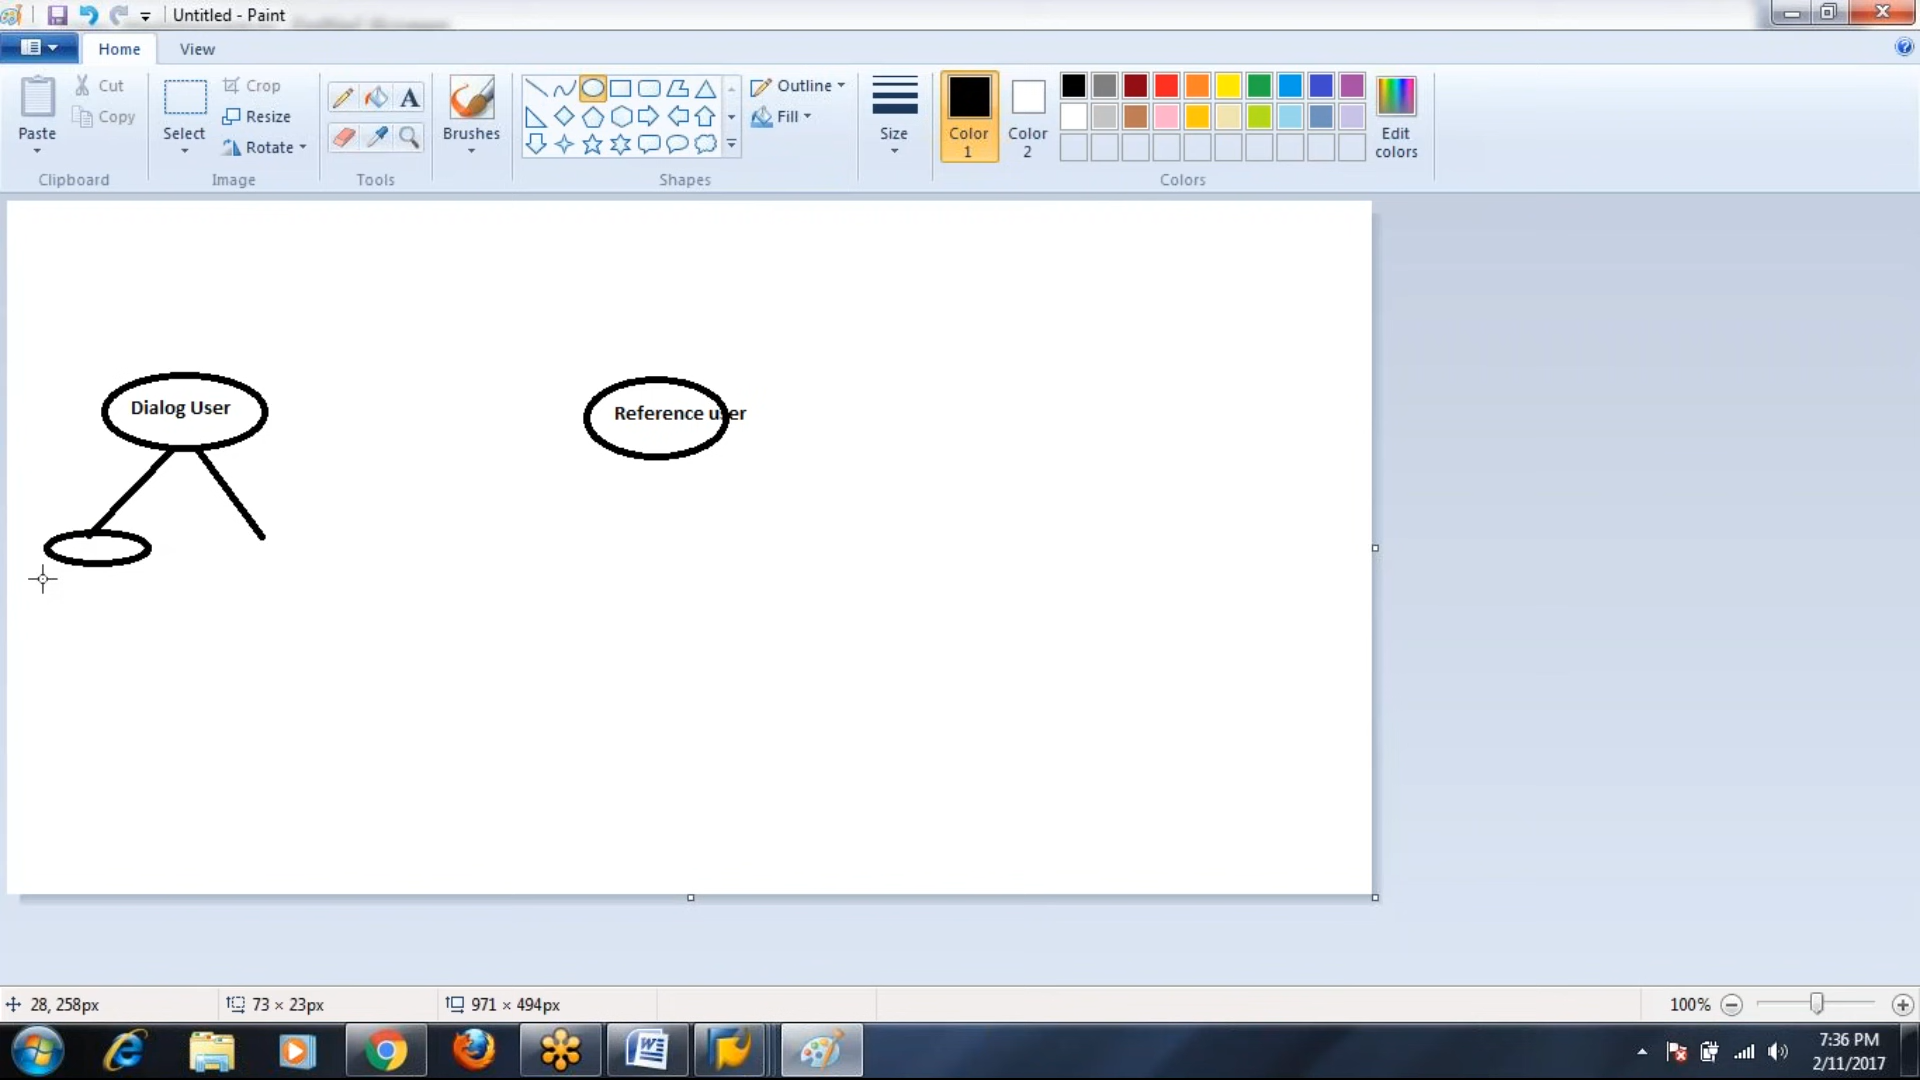 Untitled - Paint
Home View
Paste
Cut
Copy
Clipboard
Select
Crop
Resize
Rotate
Image
Tools
Brushes
Shapes
Outline
Fill
Size
Color 1
Color 2
Edit colors
Colors
Dialog User
Reference user
28, 258px 73 × 23px 971 × 494px 100%
7:36 PM
2/11/2017